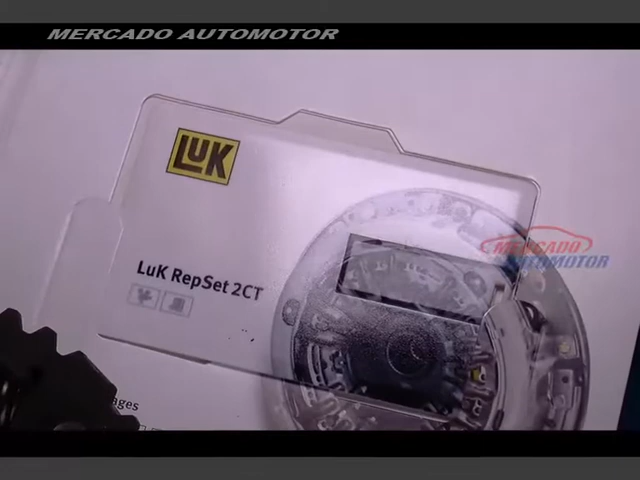 MERCADO AUTOMOTOR
LUK
MERCADO
AUTOMOTOR
LuK RepSet 2CT
ages